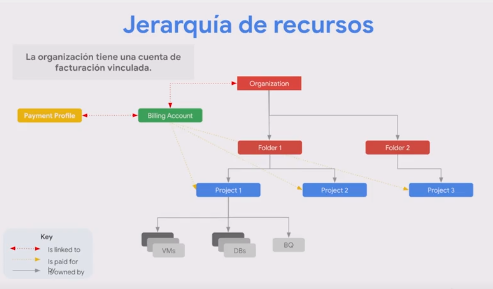 Jerarquía de recursos
La organización tiene una cuenta de
facturación vinculada.
Organization
Payment Profile
Billing Account
Folder 1
Folder 2
Project 1
Project 2
Project 3
VMs
DBs
BQ
Key
Is linked to
Is paid for
by
Is owned by